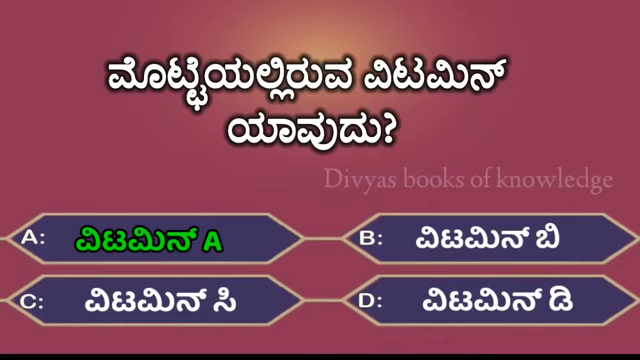 ಮೊಟ್ಟೆಯಲ್ಲಿರುವ ವಿಟಮಿನ್
ಯಾವುದು?
Divyas books of knowledge
A: ವಿಟಮಿನ್ A
B: ವಿಟಮಿನ್ ಬಿ
C: ವಿಟಮಿನ್ ಸಿ
D: ವಿಟಮಿನ್ ಡಿ